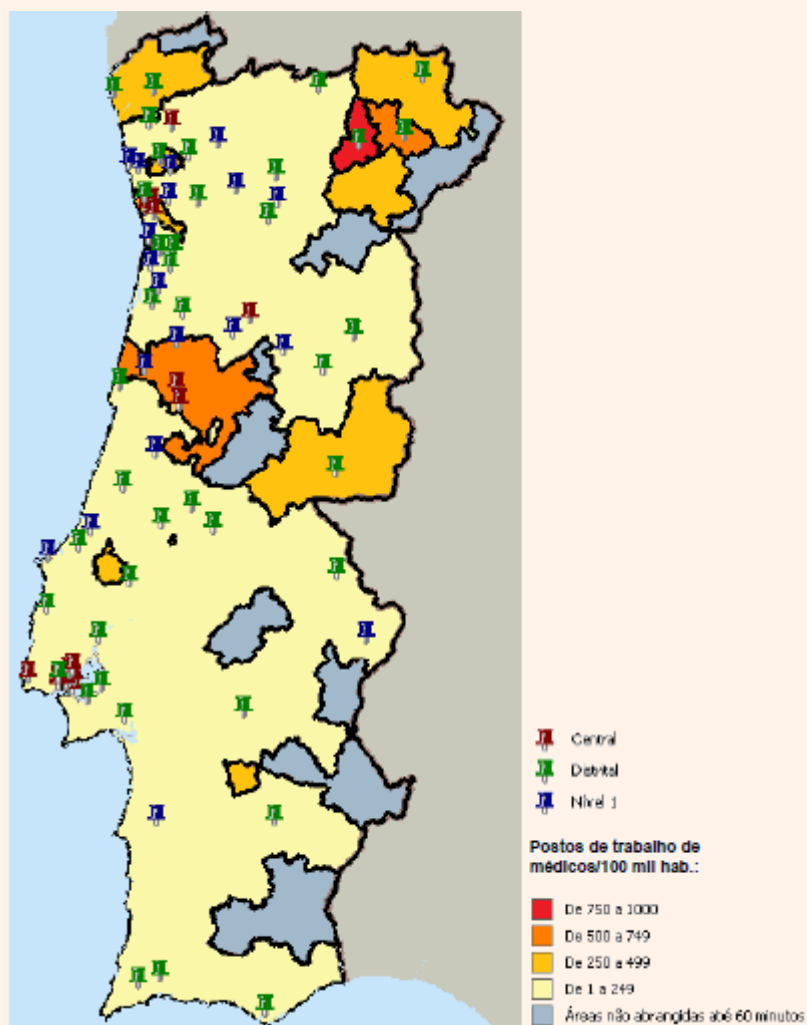 Central
Distrital
Nível 1
Postos de trabalho de
médicos/100 mil hab.:
De 750 a 1000
De 500 a 749
De 250 a 499
De 1 a 249
Áreas não abrangidas até 60 minutos